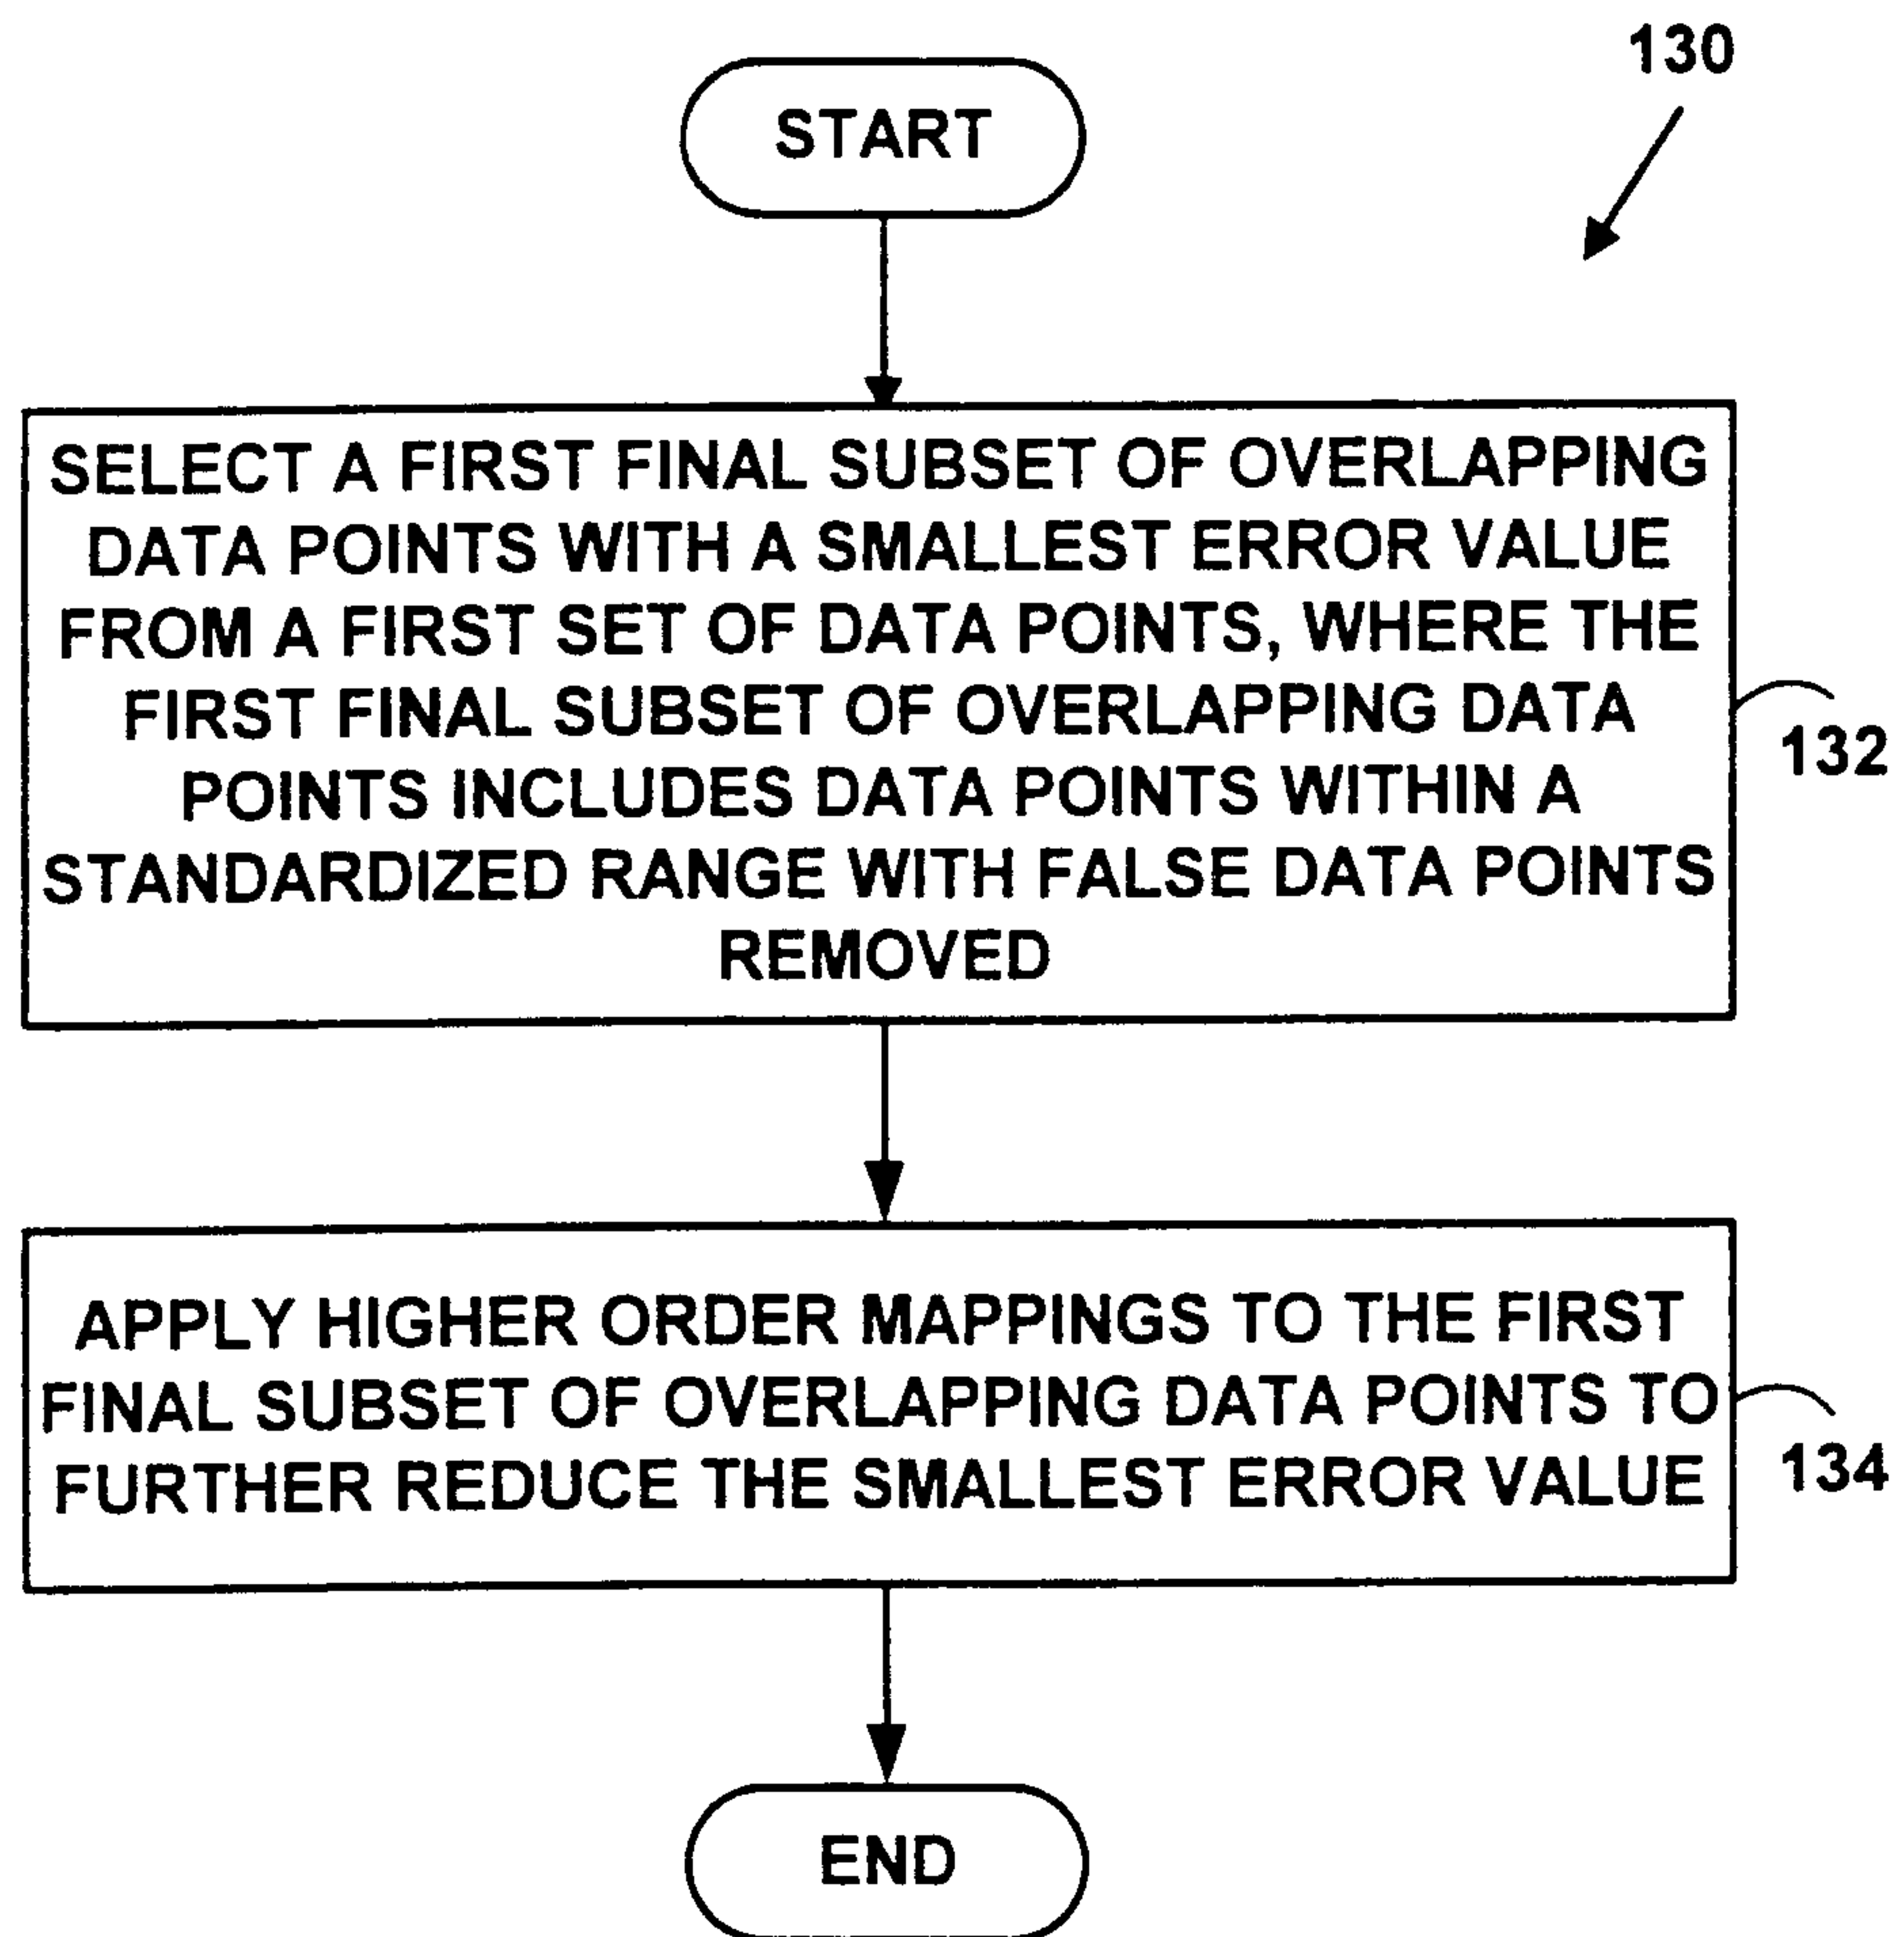 130
START
SELECT A FIRST FINAL SUBSET OF OVERLAPPING
DATA POINTS WITH A SMALLEST ERROR VALUE
FROM A FIRST SET OF DATA POINTS, WHERE THE
FIRST FINAL SUBSET OF OVERLAPPING DATA
POINTS INCLUDES DATA POINTS WITHIN A
STANDARDIZED RANGE WITH FALSE DATA POINTS
REMOVED
132
APPLY HIGHER ORDER MAPPINGS TO THE FIRST
FINAL SUBSET OF OVERLAPPING DATA POINTS TO
FURTHER REDUCE THE SMALLEST ERROR VALUE
134
END